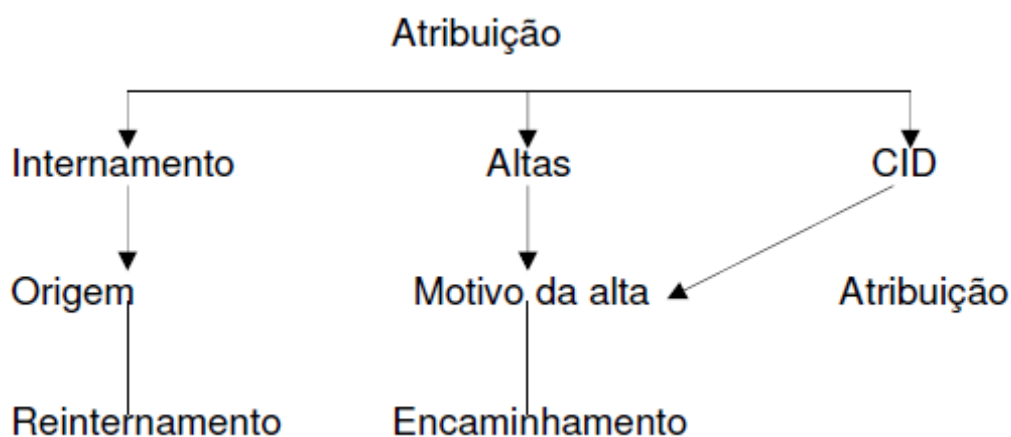 Atribuição
Internamento Altas CID
Origem Motivo da alta Atribuição
Reinternamento Encaminhamento